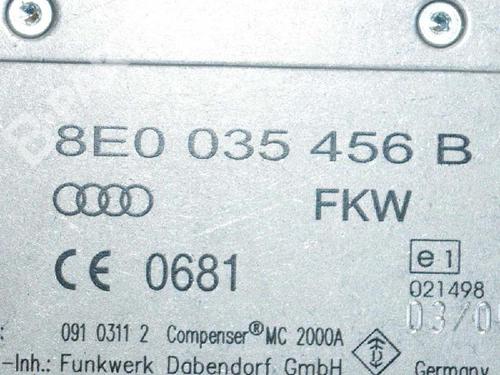 8E0 035 456 B
FKW
CE 0681
e 1
021498
03/0
: 091 0311 2 Compenser® MC 2000A
-Inh.: Funkwerk Dabendorf GmbH
Germany